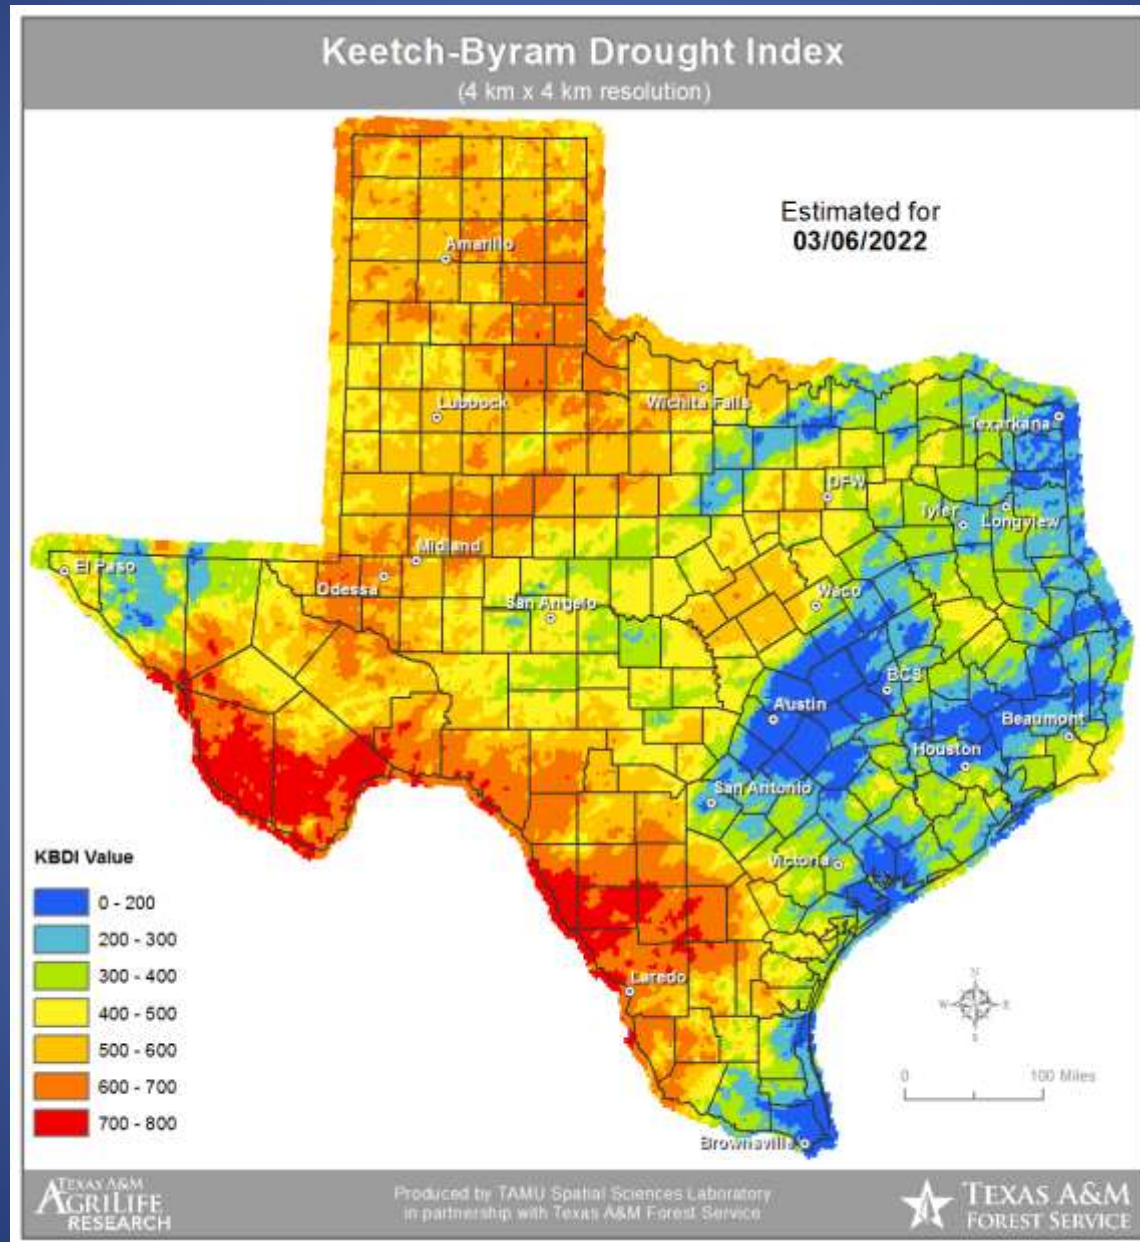 Keetch-Byram Drought Index
(4 km x 4 km resolution)
Estimated for
03/06/2022
Amarillo
Lubbock
Wichita Falls
Texarkana
DFW
Tyler
Longview
Midland
El Paso
Odessa
San Angelo
Waco
BCS
Austin
Beaumont
Houston
San Antonio
Victoria
Laredo
Brownsville
KBDI Value
0 - 200
200 - 300
300 - 400
400 - 500
500 - 600
600 - 700
700 - 800
N
W
E
S
0 100 Miles
TEXAS A&M
AGRILIFE
RESEARCH
Produced by TAMU Spatial Sciences Laboratory
in partnership with Texas A&M Forest Service
TEXAS A&M
FOREST SERVICE